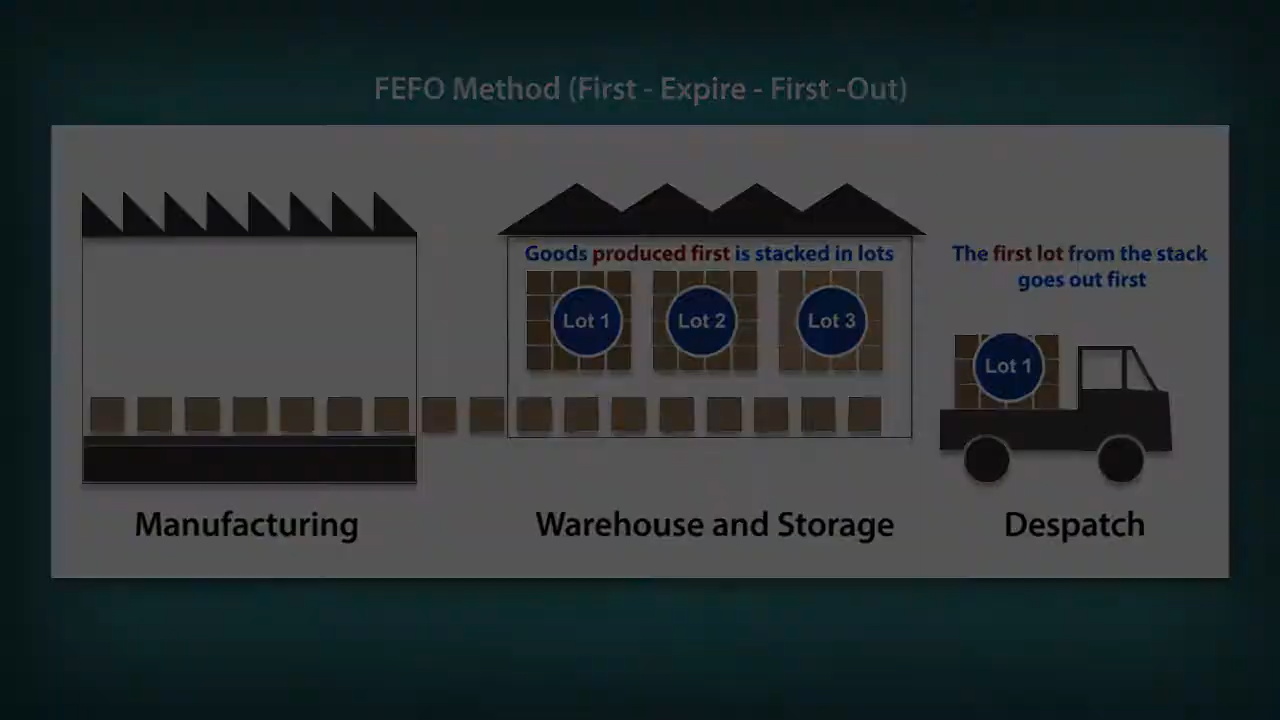 FEFO Method (First - Expire - First -Out)
Goods produced first is stacked in lots
Lot 1
Lot 2
Lot 3
The first lot from the stack
goes out first
Lot 1
Manufacturing
Warehouse and Storage
Despatch